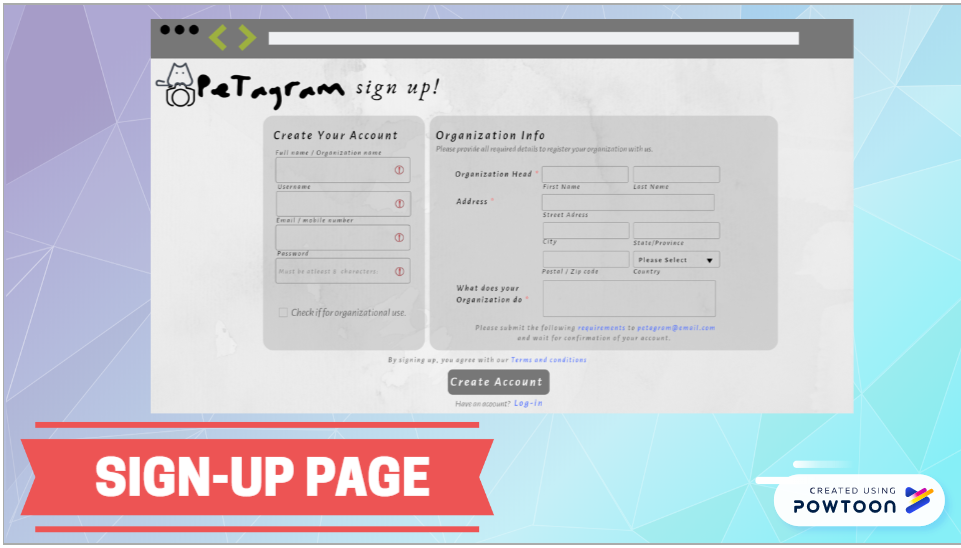 PeTagram sign up!
Create Your Account
Full name / Organization name
Username
Email / mobile number
Password
Must be atleast 8 characters.
Check if for organizational use.
Organization Info
Please provide all required details to register your organization with us.
Organization Head *
First Name Last Name
Address *
Street Adress
City State/Province
Please Select
Postal / Zip code Country
What does your
Organization do *
Please submit the following requirements to petagram@email.com
and wait for confirmation of your account.
By signing up, you agree with our Terms and conditions
Create Account
Have an account? Log-in
SIGN-UP PAGE
CREATED USING
POWTOON